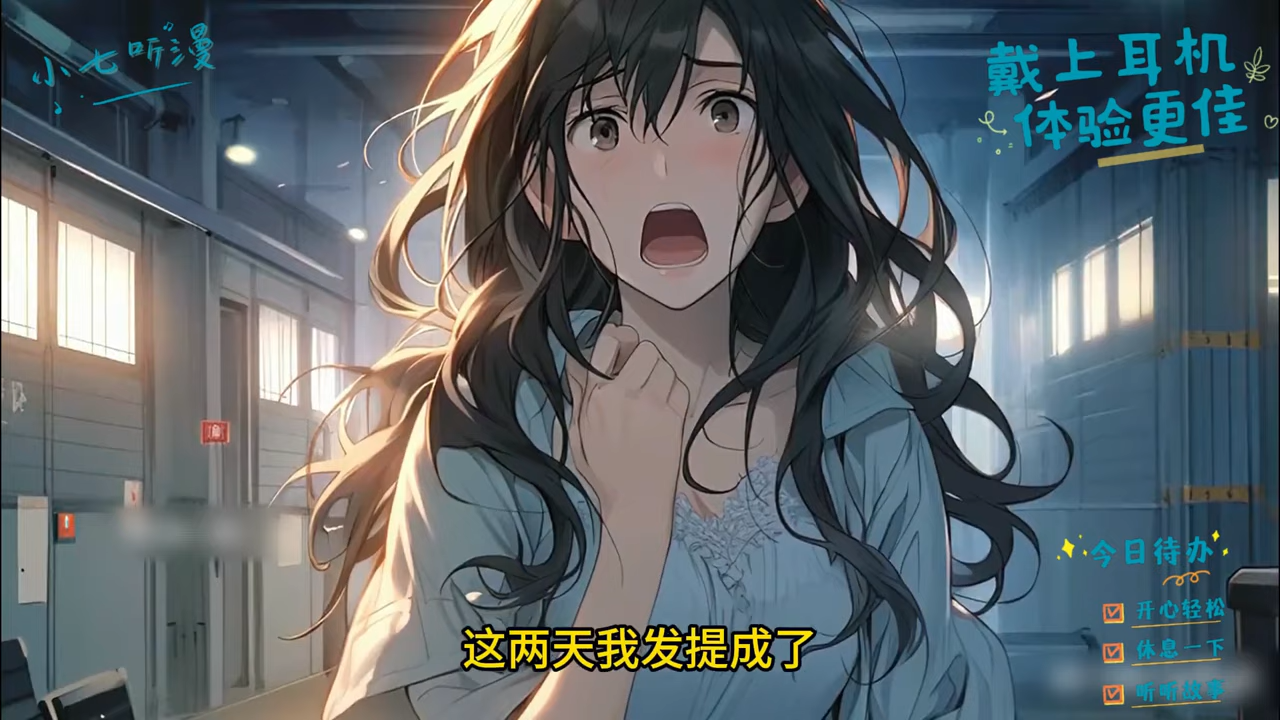 小七听漫
戴上耳机
体验更佳
这两天我发提成了
今日待办
开心轻松
休息一下
听听故事